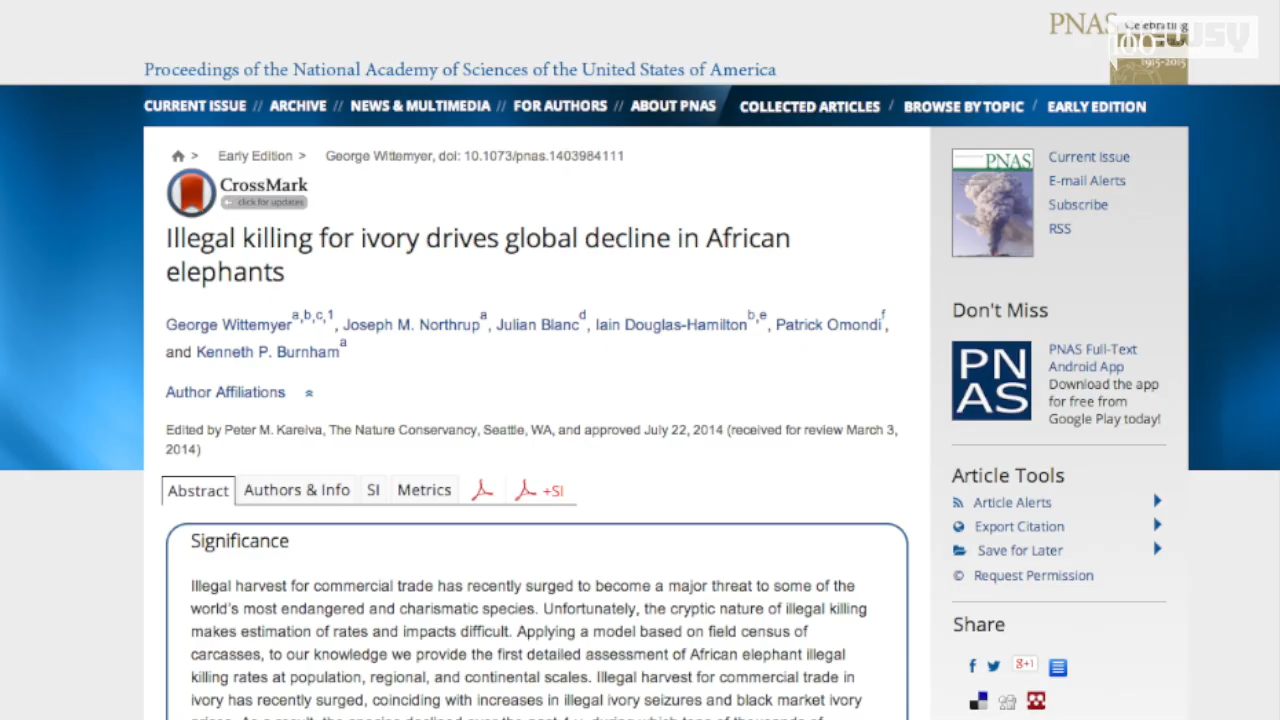 PNAS
Celebrating
100
1915-2015
NEWSY
Proceedings of the National Academy of Sciences of the United States of America
CURRENT ISSUE // ARCHIVE // NEWS & MULTIMEDIA // FOR AUTHORS // ABOUT PNAS COLLECTED ARTICLES / BROWSE BY TOPIC / EARLY EDITION
> Early Edition > George Wittemyer, doi: 10.1073/pnas.1403984111
CrossMark
click for updates
Illegal killing for ivory drives global decline in African
elephants
George Wittemyer a,b,c,1, Joseph M. Northrup a, Julian Blanc d, Iain Douglas-Hamilton b,e, Patrick Omondi f,
and Kenneth P. Burnham a
Author Affiliations
Edited by Peter M. Kareiva, The Nature Conservancy, Seattle, WA, and approved July 22, 2014 (received for review March 3,
2014)
Abstract Authors & Info SI Metrics +SI
Significance
Illegal harvest for commercial trade has recently surged to become a major threat to some of the
world's most endangered and charismatic species. Unfortunately, the cryptic nature of illegal killing
makes estimation of rates and impacts difficult. Applying a model based on field census of
carcasses, to our knowledge we provide the first detailed assessment of African elephant illegal
killing rates at population, regional, and continental scales. Illegal harvest for commercial trade in
ivory has recently surged, coinciding with increases in illegal ivory seizures and black market ivory
PNAS
Current Issue
E-mail Alerts
Subscribe
RSS
Don't Miss
PN
AS
PNAS Full-Text
Android App
Download the app
for free from
Google Play today!
Article Tools
Article Alerts
Export Citation
Save for Later
© Request Permission
Share
g+1